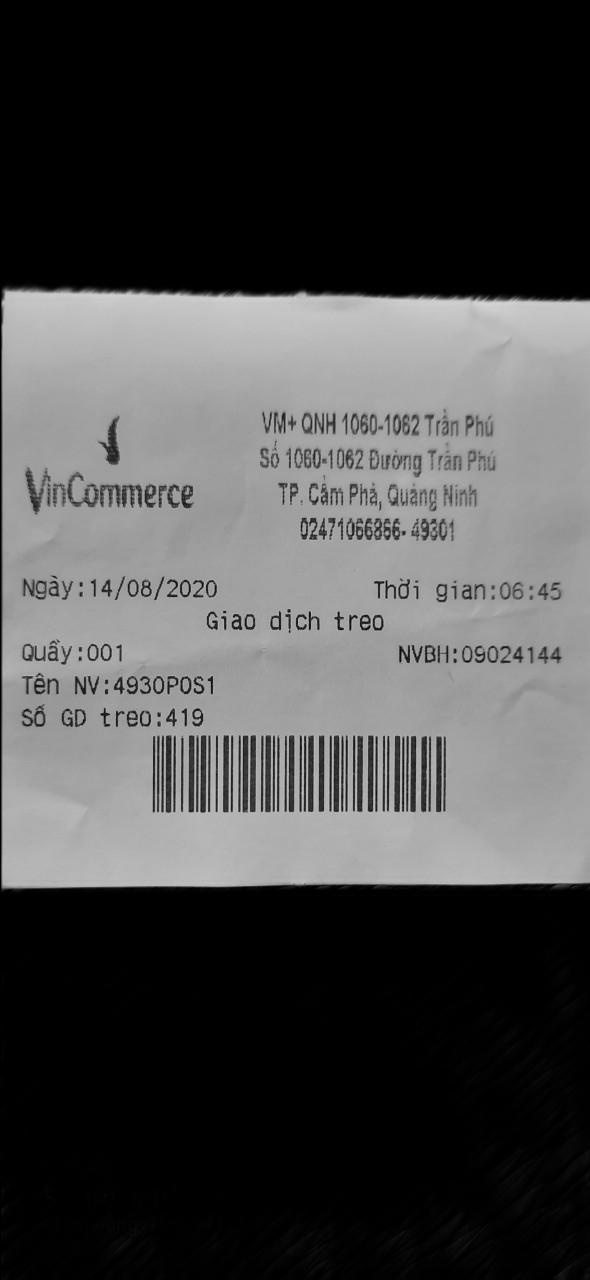 VinCommerce
VM+ QNH 1060-1062 Trần Phú
Số 1060-1062 Đường Trần Phú
TP. Cẩm Phả, Quảng Ninh
02471066866- 49301
Ngày:14/08/2020 Thời gian:06:45
Giao dịch treo
Quầy:001 NVBH:09024144
Tên NV:4930POS1
Số GD treo:419